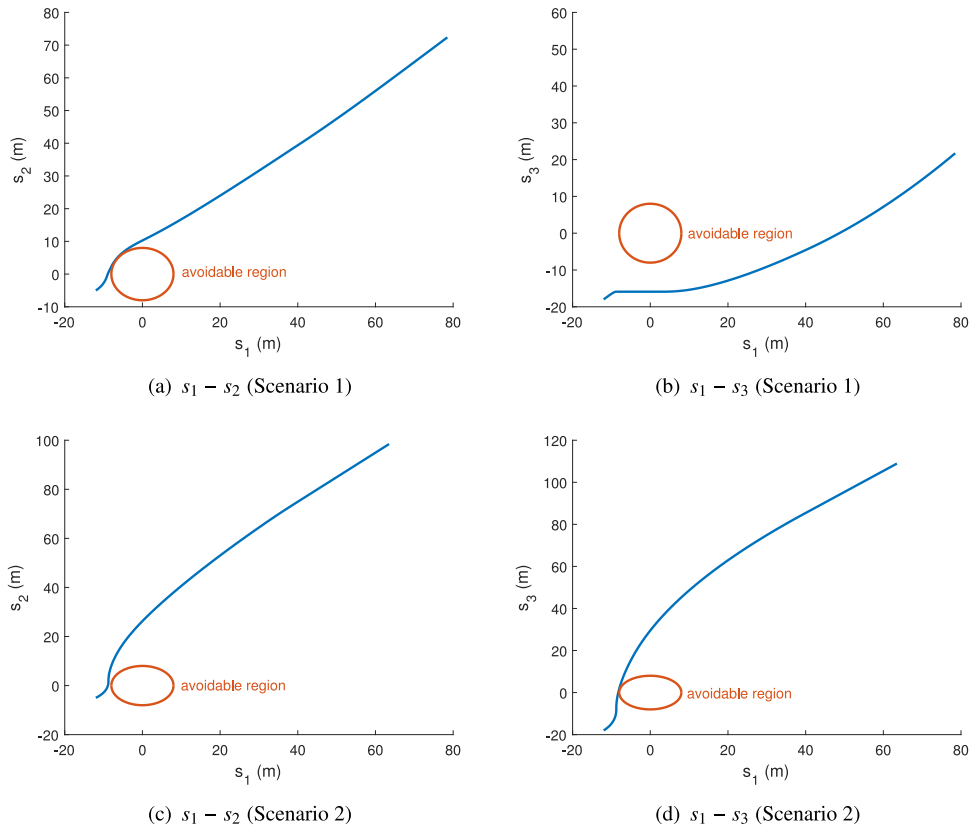 80
70
60
50
40
30
20
10
0
-10
s2 (m)
avoidable region
-20 0 20 40 60 80
s1 (m)
(a) s1 − s2 (Scenario 1)
60
50
40
30
20
10
0
-10
-20
s3 (m)
avoidable region
-20 0 20 40 60 80
s1 (m)
(b) s1 − s3 (Scenario 1)
100
80
60
40
20
0
-20
s2 (m)
avoidable region
-20 0 20 40 60 80
s1 (m)
(c) s1 − s2 (Scenario 2)
120
100
80
60
40
20
0
-20
s3 (m)
avoidable region
-20 0 20 40 60 80
s1 (m)
(d) s1 − s3 (Scenario 2)